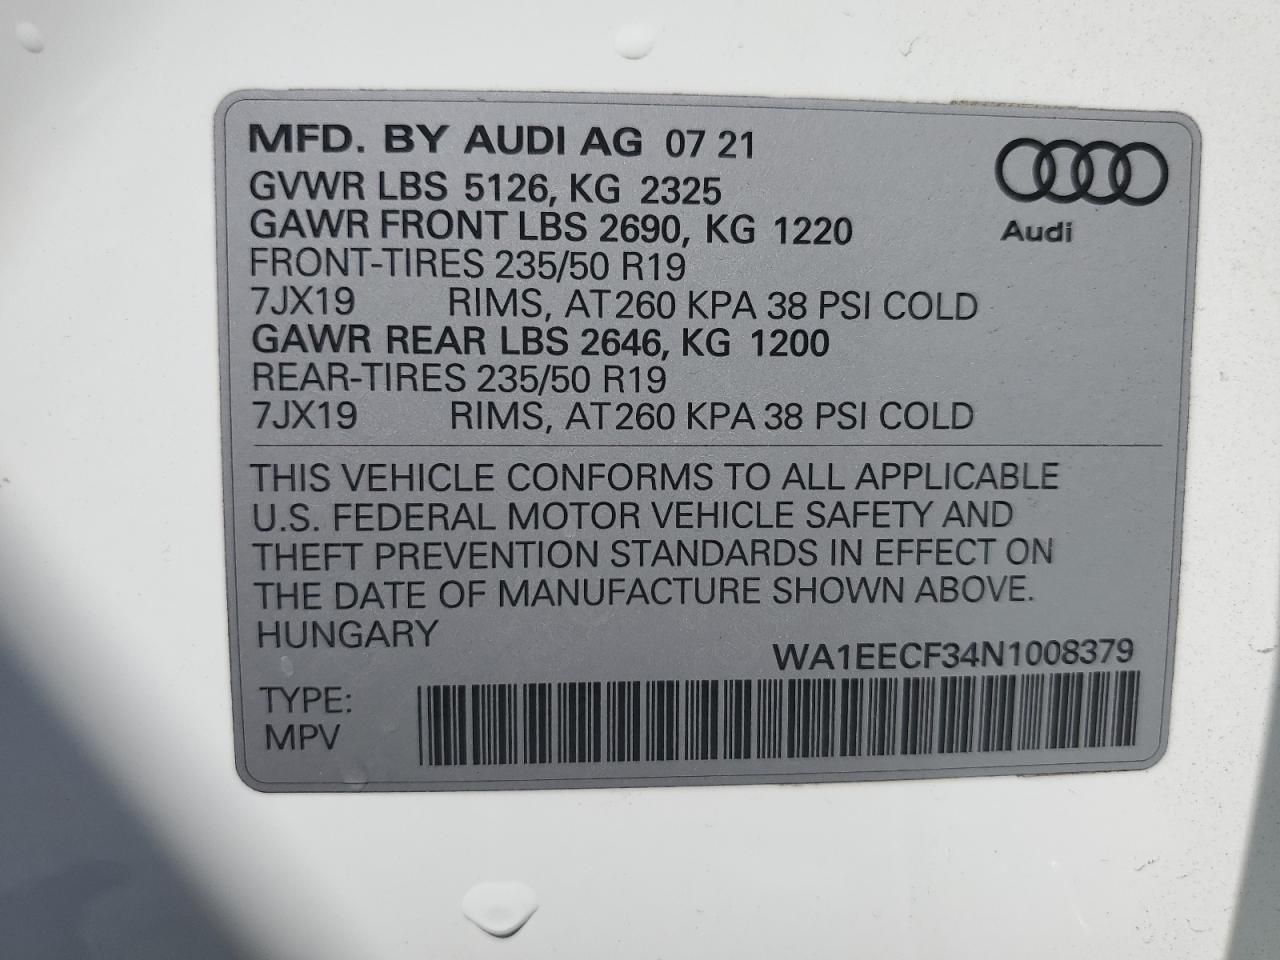 MFD. BY AUDI AG 07 21
GVWR LBS 5126, KG 2325
GAWR FRONT LBS 2690, KG 1220
Audi
FRONT-TIRES 235/50 R19
7JX19 RIMS, AT 260 KPA 38 PSI COLD
GAWR REAR LBS 2646, KG 1200
REAR-TIRES 235/50 R19
7JX19 RIMS, AT 260 KPA 38 PSI COLD
THIS VEHICLE CONFORMS TO ALL APPLICABLE
U.S. FEDERAL MOTOR VEHICLE SAFETY AND
THEFT PREVENTION STANDARDS IN EFFECT ON
THE DATE OF MANUFACTURE SHOWN ABOVE.
HUNGARY
WA1EECF34N1008379
TYPE:
MPV